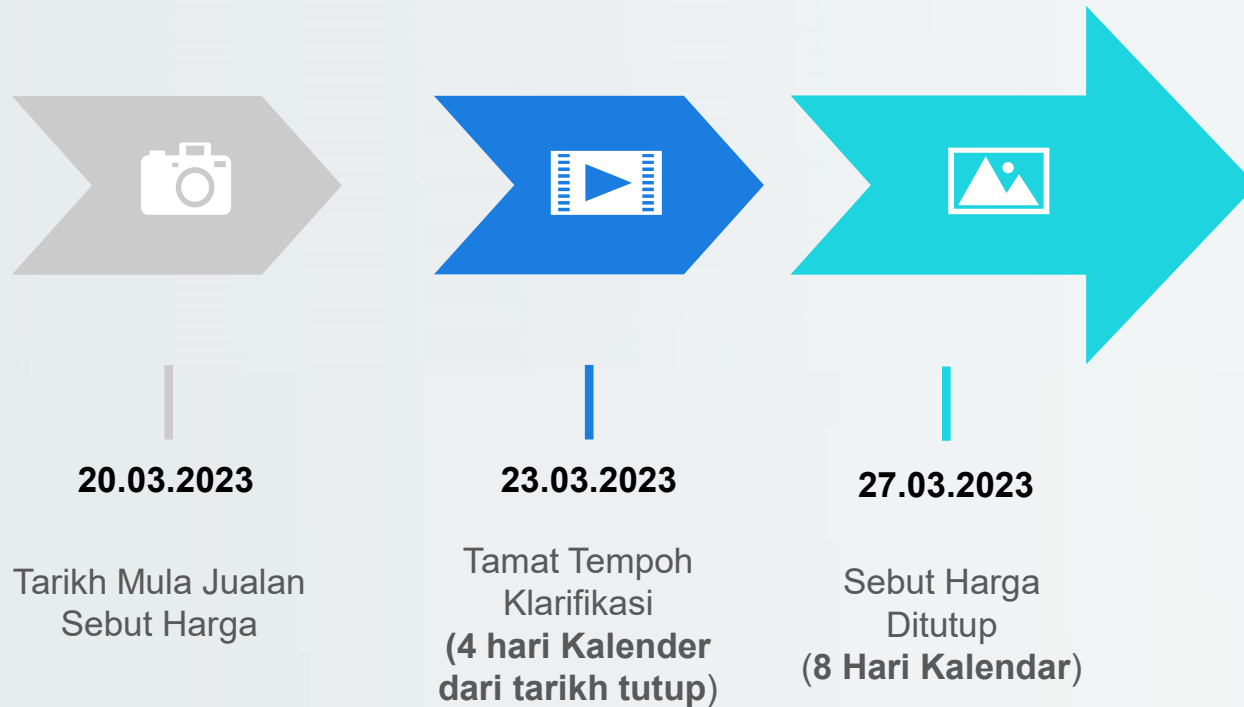 20.03.2023
Tarikh Mula Jualan
Sebut Harga
23.03.2023
Tamat Tempoh
Klarifikasi
(4 hari Kalender
dari tarikh tutup)
27.03.2023
Sebut Harga
Ditutup
(8 Hari Kalendar)